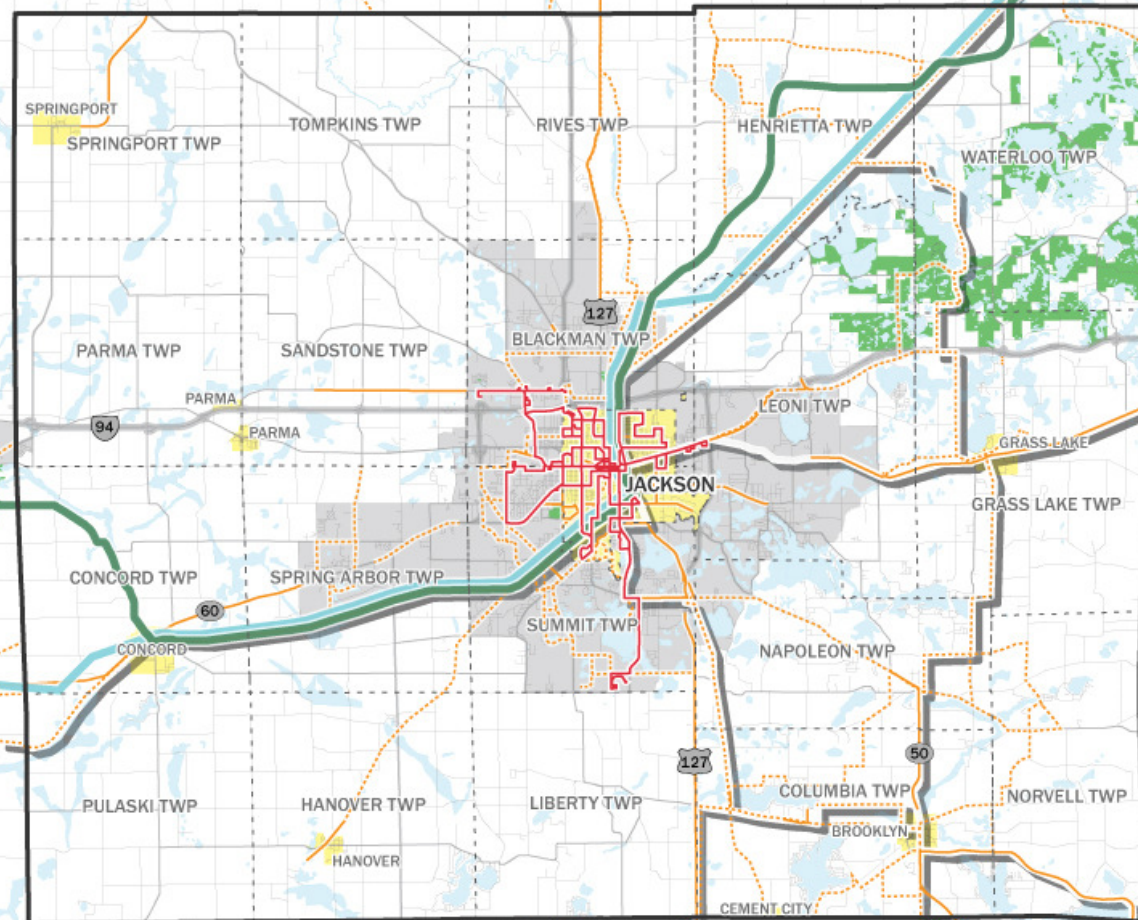 SPRINGPORT
SPRINGPORT TWP
TOMPKINS TWP
RIVES TWP
HENRIETTA TWP
WATERLOO TWP
127
BLACKMAN TWP
PARMA TWP
SANDSTONE TWP
PARMA
LEONI TWP
94
PARMA
GRASS LAKE
JACKSON
GRASS LAKE TWP
CONCORD TWP
SPRING ARBOR TWP
60
SUMMIT TWP
CONCORD
NAPOLEON TWP
127
50
PULASKI TWP
HANOVER TWP
LIBERTY TWP
COLUMBIA TWP
NORVELL TWP
BROOKLYN
HANOVER
CEMENT CITY